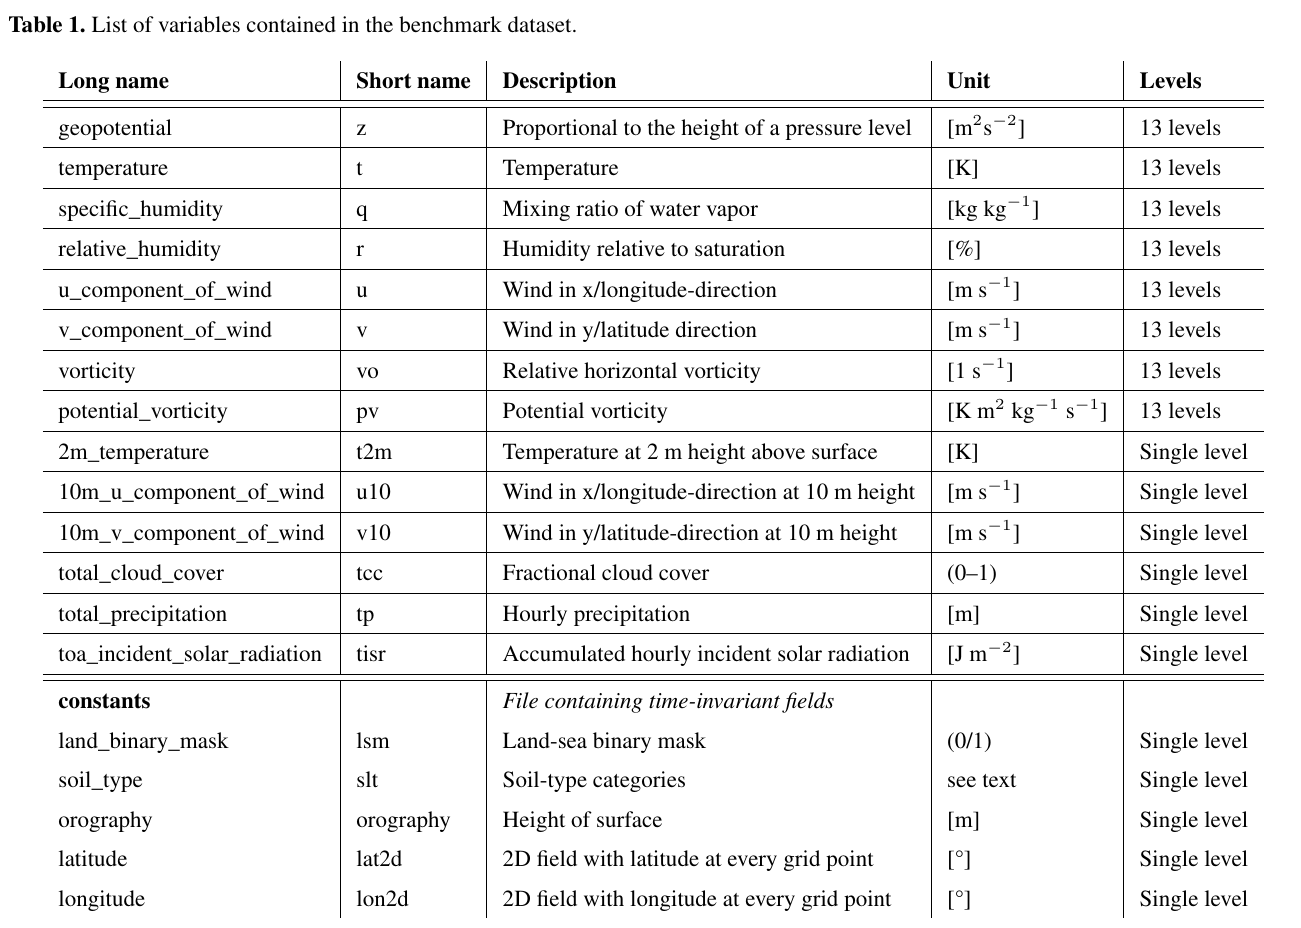 Table 1. List of variables contained in the benchmark dataset.
Long name Short name Description Unit Levels
geopotential z Proportional to the height of a pressure level [m²s⁻²] 13 levels
temperature t Temperature [K] 13 levels
specific_humidity q Mixing ratio of water vapor [kg kg⁻¹] 13 levels
relative_humidity r Humidity relative to saturation [%] 13 levels
u_component_of_wind u Wind in x/longitude-direction [m s⁻¹] 13 levels
v_component_of_wind v Wind in y/latitude direction [m s⁻¹] 13 levels
vorticity vo Relative horizontal vorticity [1 s⁻¹] 13 levels
potential_vorticity pv Potential vorticity [K m² kg⁻¹ s⁻¹] 13 levels
2m_temperature t2m Temperature at 2 m height above surface [K] Single level
10m_u_component_of_wind u10 Wind in x/longitude-direction at 10 m height [m s⁻¹] Single level
10m_v_component_of_wind v10 Wind in y/latitude-direction at 10 m height [m s⁻¹] Single level
total_cloud_cover tcc Fractional cloud cover (0–1) Single level
total_precipitation tp Hourly precipitation [m] Single level
toa_incident_solar_radiation tisr Accumulated hourly incident solar radiation [J m⁻²] Single level
constants File containing time-invariant fields
land_binary_mask lsm Land-sea binary mask (0/1) Single level
soil_type slt Soil-type categories see text Single level
orography orography Height of surface [m] Single level
latitude lat2d 2D field with latitude at every grid point [°] Single level
longitude lon2d 2D field with longitude at every grid point [°] Single level